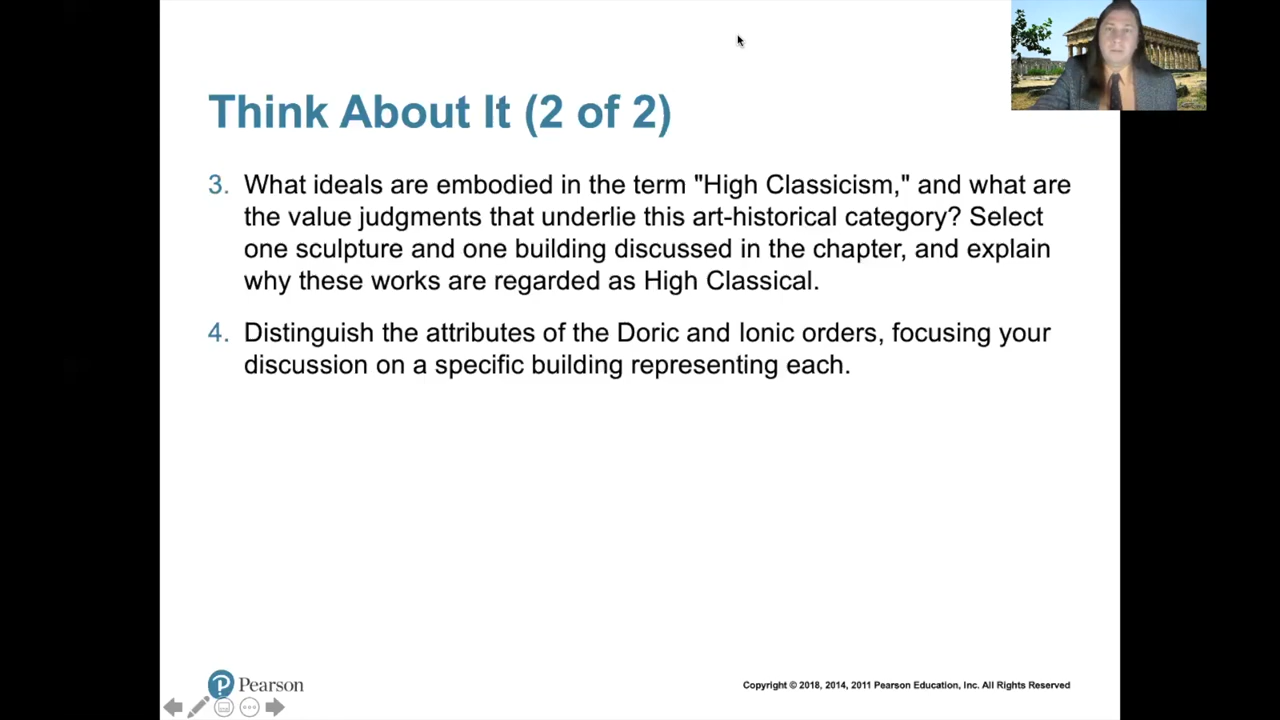 Think About It (2 of 2)
3. What ideals are embodied in the term "High Classicism," and what are
the value judgments that underlie this art-historical category? Select
one sculpture and one building discussed in the chapter, and explain
why these works are regarded as High Classical.
4. Distinguish the attributes of the Doric and Ionic orders, focusing your
discussion on a specific building representing each.
Pearson
Copyright © 2018, 2014, 2011 Pearson Education, Inc. All Rights Reserved